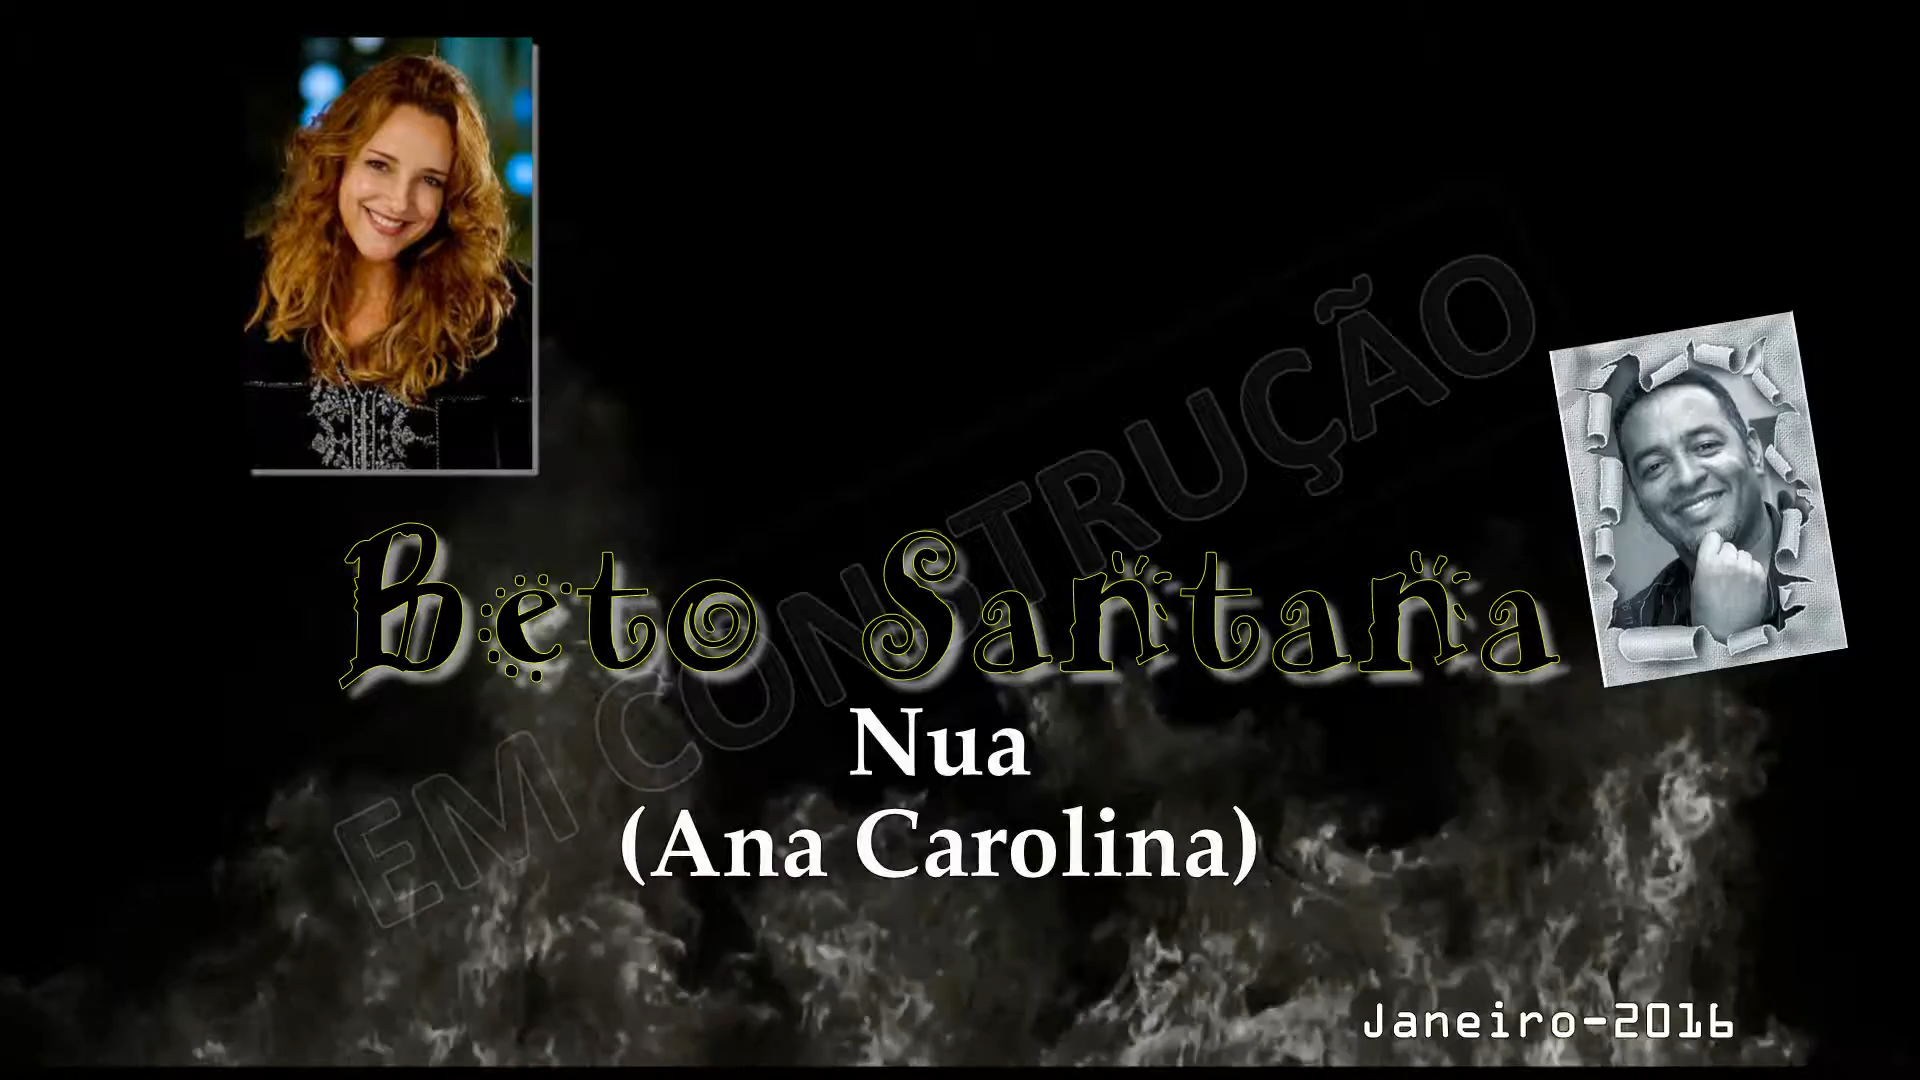 EM CONSTRUÇÃO
Beto Santana
Nua
(Ana Carolina)
Janeiro-2016